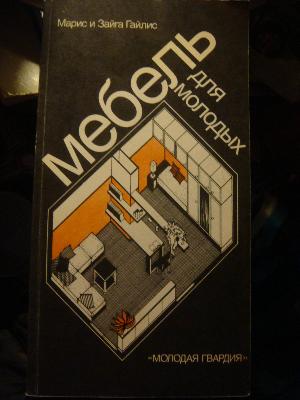 Марис и Зайга Гайлис
мебель
для
молодых
«МОЛОДАЯ ГВАРДИЯ»